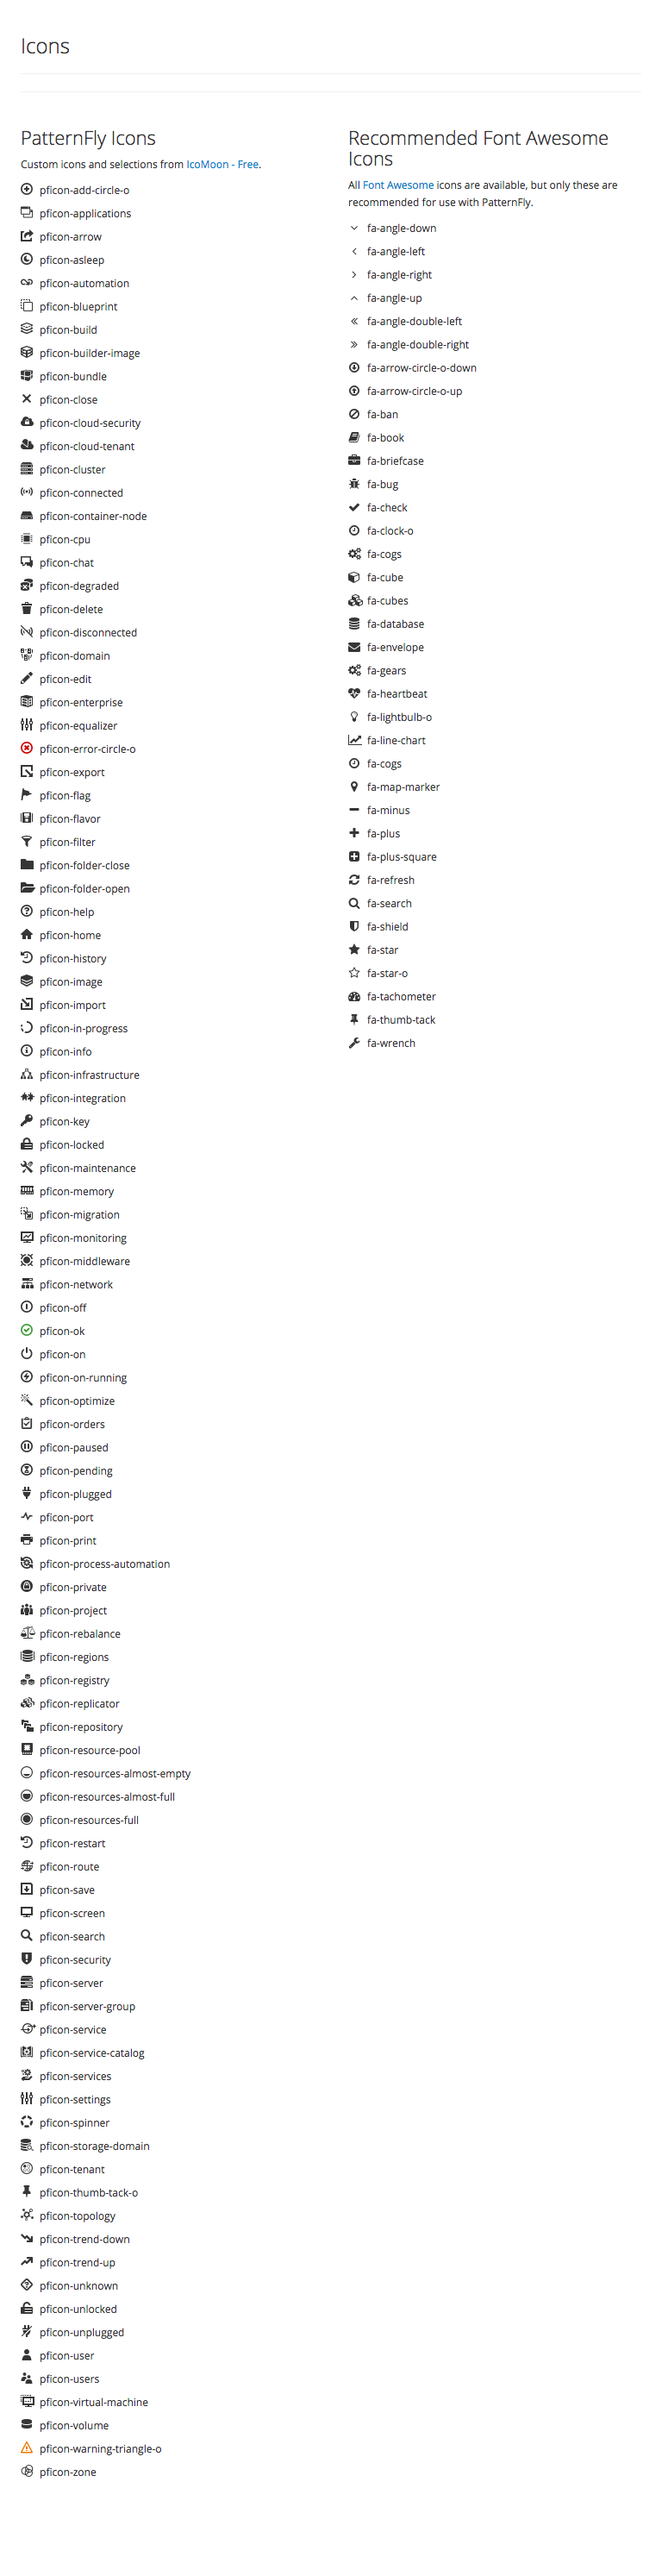 Icons
PatternFly Icons
Custom icons and selections from IcoMoon - Free.
pficon-add-circle-o
pficon-applications
pficon-arrow
pficon-asleep
pficon-automation
pficon-blueprint
pficon-build
pficon-builder-image
pficon-bundle
pficon-close
pficon-cloud-security
pficon-cloud-tenant
pficon-cluster
pficon-connected
pficon-container-node
pficon-cpu
pficon-chat
pficon-degraded
pficon-delete
pficon-disconnected
pficon-domain
pficon-edit
pficon-enterprise
pficon-equalizer
pficon-error-circle-o
pficon-export
pficon-flag
pficon-flavor
pficon-filter
pficon-folder-close
pficon-folder-open
pficon-help
pficon-home
pficon-history
pficon-image
pficon-import
pficon-in-progress
pficon-info
pficon-infrastructure
pficon-integration
pficon-key
pficon-locked
pficon-maintenance
pficon-memory
pficon-migration
pficon-monitoring
pficon-middleware
pficon-network
pficon-off
pficon-ok
pficon-on
pficon-on-running
pficon-optimize
pficon-orders
pficon-paused
pficon-pending
pficon-plugged
pficon-port
pficon-print
pficon-process-automation
pficon-private
pficon-project
pficon-rebalance
pficon-regions
pficon-registry
pficon-replicator
pficon-repository
pficon-resource-pool
pficon-resources-almost-empty
pficon-resources-almost-full
pficon-resources-full
pficon-restart
pficon-route
pficon-save
pficon-screen
pficon-search
pficon-security
pficon-server
pficon-server-group
pficon-service
pficon-service-catalog
pficon-services
pficon-settings
pficon-spinner
pficon-storage-domain
pficon-tenant
pficon-thumb-tack-o
pficon-topology
pficon-trend-down
pficon-trend-up
pficon-unknown
pficon-unlocked
pficon-unplugged
pficon-user
pficon-users
pficon-virtual-machine
pficon-volume
pficon-warning-triangle-o
pficon-zone
Recommended Font Awesome
Icons
All Font Awesome icons are available, but only these are
recommended for use with PatternFly.
fa-angle-down
fa-angle-left
fa-angle-right
fa-angle-up
fa-angle-double-left
fa-angle-double-right
fa-arrow-circle-o-down
fa-arrow-circle-o-up
fa-ban
fa-book
fa-briefcase
fa-bug
fa-check
fa-clock-o
fa-cogs
fa-cube
fa-cubes
fa-database
fa-envelope
fa-gears
fa-heartbeat
fa-lightbulb-o
fa-line-chart
fa-cogs
fa-map-marker
fa-minus
fa-plus
fa-plus-square
fa-refresh
fa-search
fa-shield
fa-star
fa-star-o
fa-tachometer
fa-thumb-tack
fa-wrench